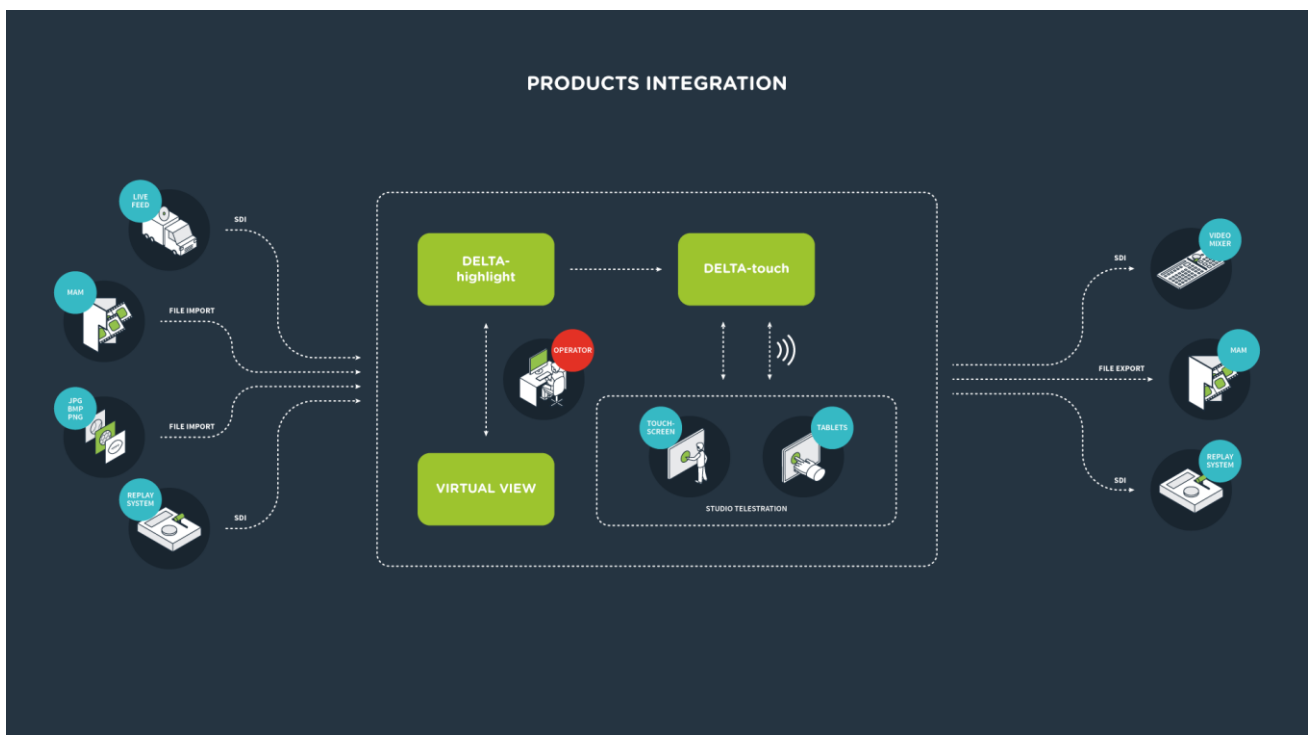 PRODUCTS INTEGRATION
LIVE
FEED
SDI
MAM
FILE IMPORT
JPG
BMP
PNG
FILE IMPORT
REPLAY
SYSTEM
SDI
DELTA-
highlight
DELTA-touch
OPERATOR
VIRTUAL VIEW
TOUCH-
SCREEN
TABLETS
STUDIO TELESTRATION
VIDEO
MIXER
SDI
MAM
FILE EXPORT
REPLAY
SYSTEM
SDI